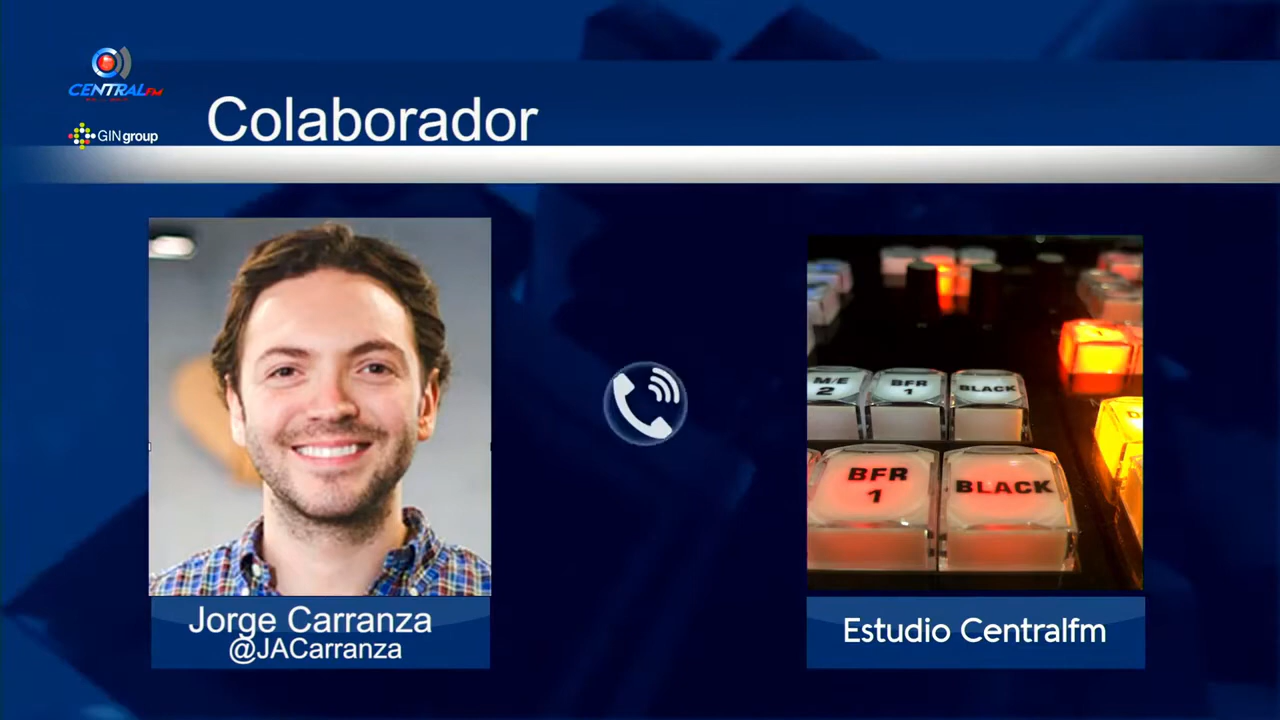 CENTRALFM
GINgroup
Colaborador
M/E
2
BFR
1
BLACK
BFR
1
BLACK
Jorge Carranza
@JACarranza
Estudio Centralfm